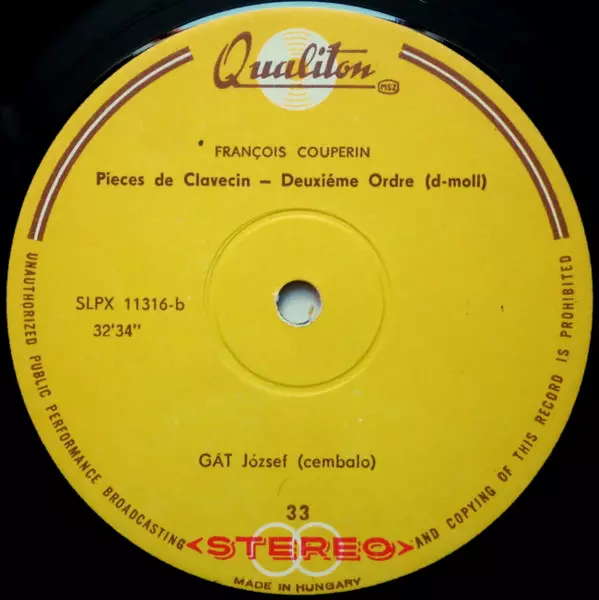 Qualiton
MSZ
FRANÇOIS COUPERIN
Pieces de Clavecin – Deuxiéme Ordre (d-moll)
SLPX 11316-b
32'34"
GÁT József (cembalo)
33
<STEREO>
MADE IN HUNGARY
UNAUTHORIZED PUBLIC PERFORMANCE BROADCASTING AND COPYING OF THIS RECORD IS PROHIBITED